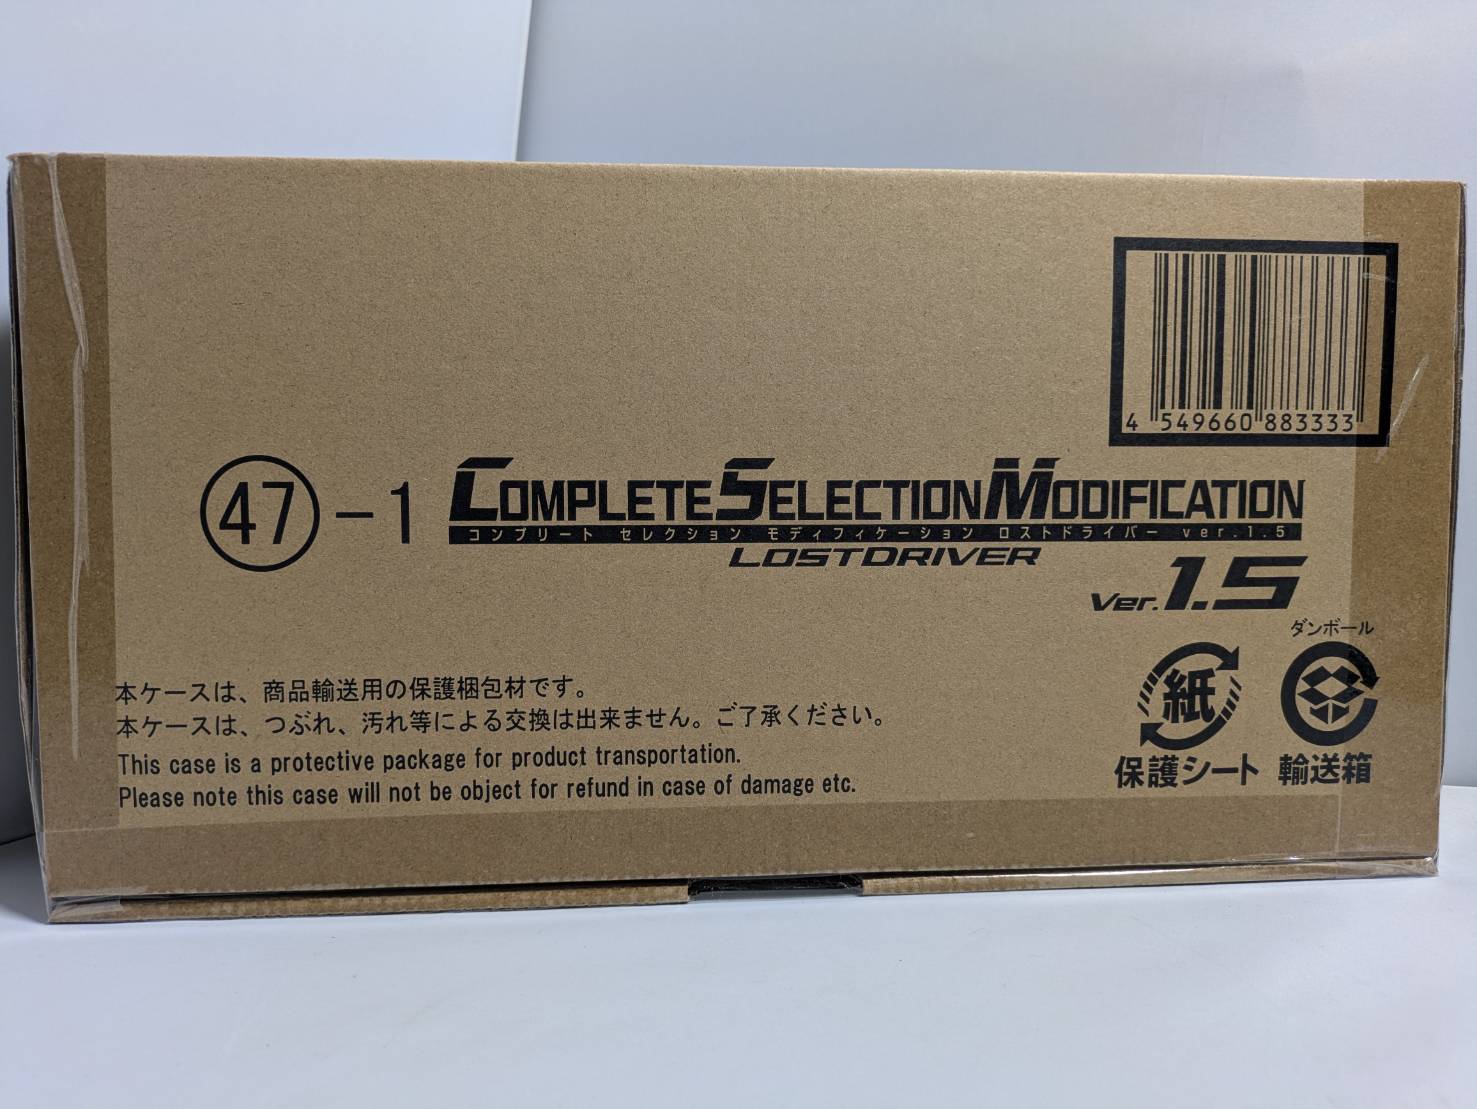 4 549660 883333
㊼-1
COMPLETE SELECTION MODIFICATION
コンプリート セレクション モディフィケーション ロストドライバー ver.1.5
LOSTDRIVER
Ver.1.5
本ケースは、商品輸送用の保護梱包材です。
本ケースは、つぶれ、汚れ等による交換は出来ません。ご了承ください。
This case is a protective package for product transportation.
Please note this case will not be object for refund in case of damage etc.
紙
保護シート
ダンボール
輸送箱